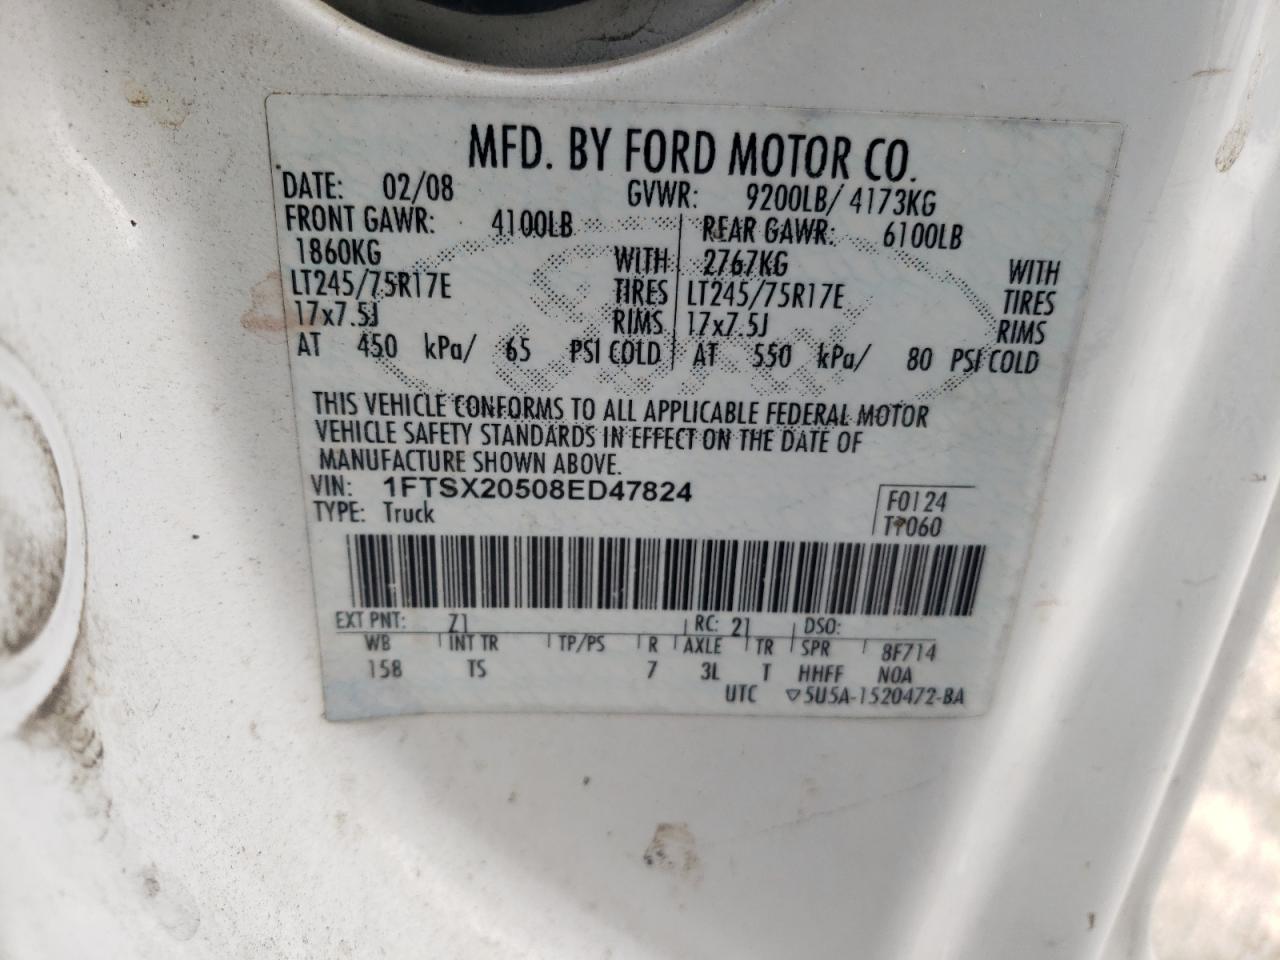 MFD. BY FORD MOTOR CO.
DATE: 02/08 GVWR: 9200LB/ 4173KG
FRONT GAWR: 4100LB REAR GAWR: 6100LB
1860KG WITH 2767KG WITH
LT245/75R17E TIRES LT245/75R17E TIRES
17x7.5J RIMS 17x7.5J RIMS
AT 450 kPa/ 65 PSI COLD AT 550 kPa/ 80 PSI COLD
THIS VEHICLE CONFORMS TO ALL APPLICABLE FEDERAL MOTOR
VEHICLE SAFETY STANDARDS IN EFFECT ON THE DATE OF
MANUFACTURE SHOWN ABOVE.
VIN: 1FTSX20508ED47824 F0124
TYPE: Truck
EXT PNT: Z1 RC: 21 DSO:
WB INT TR TP/PS R AXLE TR SPR 8F714
158 TS 7 3L T HHFF NOA
UTC ▽5U5A-1520472-BA